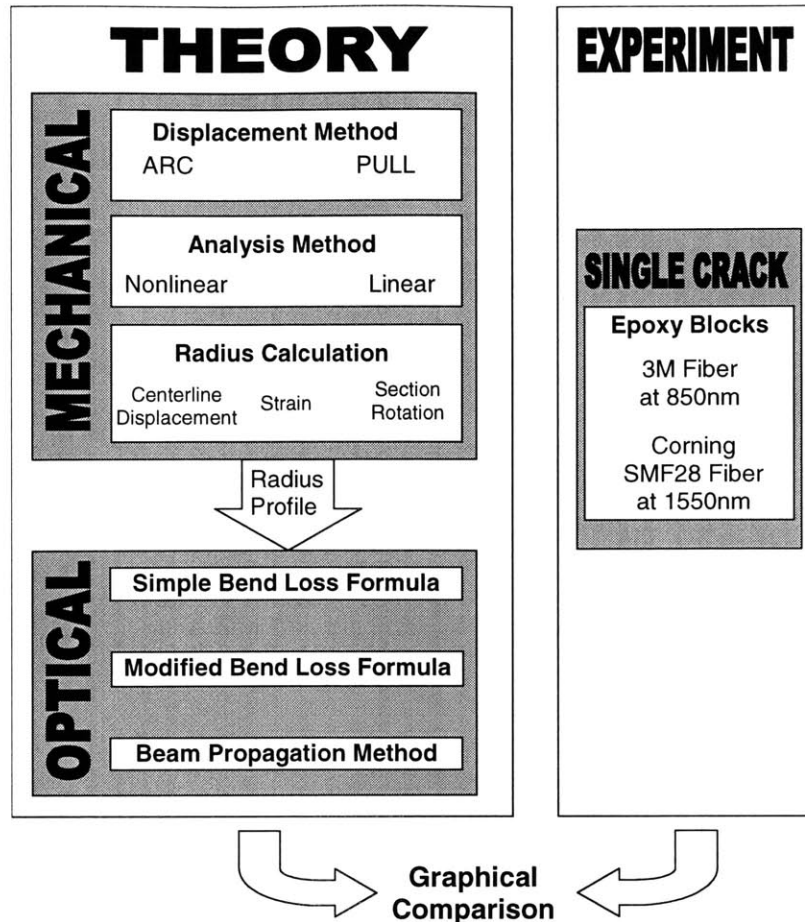 THEORY
MECHANICAL
Displacement Method
ARC PULL
Analysis Method
Nonlinear Linear
Radius Calculation
Centerline
Displacement
Strain
Section
Rotation
Radius
Profile
OPTICAL
Simple Bend Loss Formula
Modified Bend Loss Formula
Beam Propagation Method
EXPERIMENT
SINGLE CRACK
Epoxy Blocks
3M Fiber
at 850nm
Corning
SMF28 Fiber
at 1550nm
Graphical
Comparison